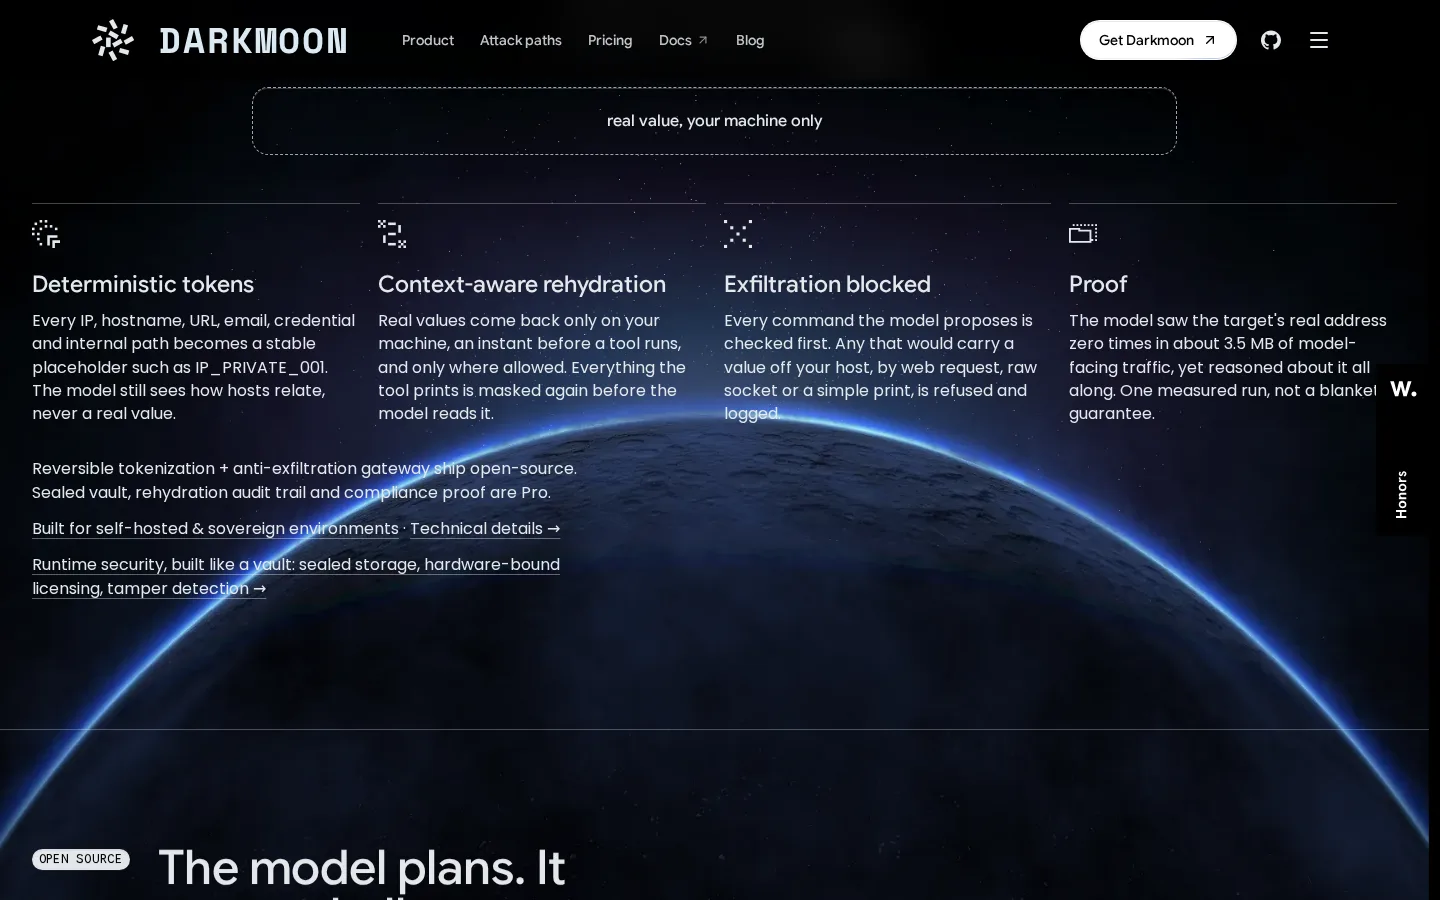 DARKMOON
Product
Attack paths
Pricing
Docs ↗
Blog
Get Darkmoon ↗
real value, your machine only
Deterministic tokens
Every IP, hostname, URL, email, credential
and internal path becomes a stable
placeholder such as IP_PRIVATE_001.
The model still sees how hosts relate,
never a real value.
Context-aware rehydration
Real values come back only on your
machine, an instant before a tool runs,
and only where allowed. Everything the
tool prints is masked again before the
model reads it.
Exfiltration blocked
Every command the model proposes is
checked first. Any that would carry a
value off your host, by web request, raw
socket or a simple print, is refused and
logged.
Proof
The model saw the target's real address
zero times in about 3.5 MB of model-
facing traffic, yet reasoned about it all
along. One measured run, not a blanket
guarantee.
W.
Honors
Reversible tokenization + anti-exfiltration gateway ship open-source.
Sealed vault, rehydration audit trail and compliance proof are Pro.
Built for self-hosted & sovereign environments · Technical details →
Runtime security, built like a vault: sealed storage, hardware-bound
licensing, tamper detection →
OPEN SOURCE
The model plans. It